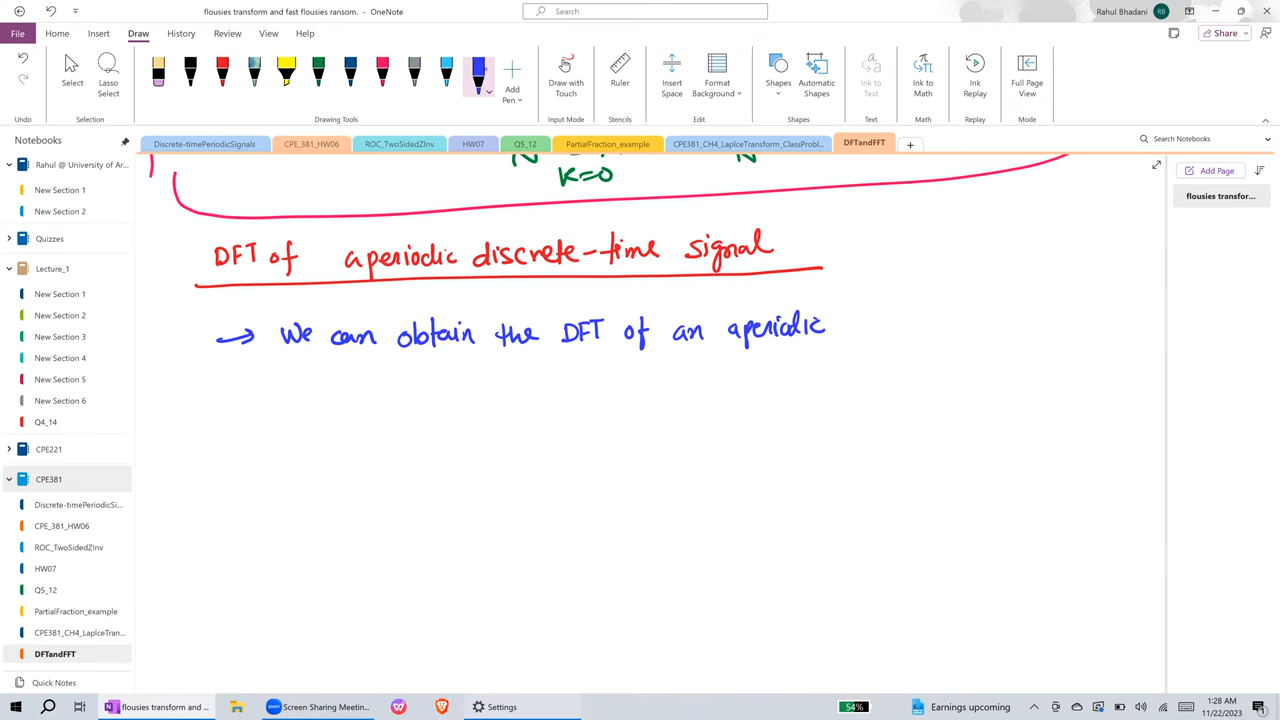 flousies transform and fast flousies ransom. - OneNote
Search
Rahul Bhadani
RB
File
Home
Insert
Draw
History
Review
View
Help
Share
Select
Lasso Select
Add Pen
Draw with Touch
Ruler
Insert Space
Format Background
Shapes
Automatic Shapes
Ink to Text
Ink to Math
Ink Replay
Full Page View
Undo
Selection
Drawing Tools
Input Mode
Stencils
Edit
Shapes
Text
Math
Replay
Mode
Notebooks
Discrete-timePeriodicSignals
CPE_381_HW06
ROC_TwoSidedZInv
HW07
Q5_12
PartialFraction_example
CPE381_CH4_LaplceTransform_ClassProbl...
DFTandFFT
Search Notebooks
Rahul @ University of Ar...
New Section 1
New Section 2
Quizzes
Lecture_1
New Section 1
New Section 2
New Section 3
New Section 4
New Section 5
New Section 6
Q4_14
CPE221
CPE381
Discrete-timePeriodicSi...
CPE_381_HW06
ROC_TwoSidedZInv
HW07
Q5_12
PartialFraction_example
CPE381_CH4_LaplceTran...
DFTandFFT
Quick Notes
k=0
DFT of aperiodic discrete-time signal
→ We can obtain the DFT of an aperiodic
Add Page
flousies transfor...
flousies transform and ...
Screen Sharing Meetin...
Settings
54%
Earnings upcoming
1:28 AM
11/22/2023